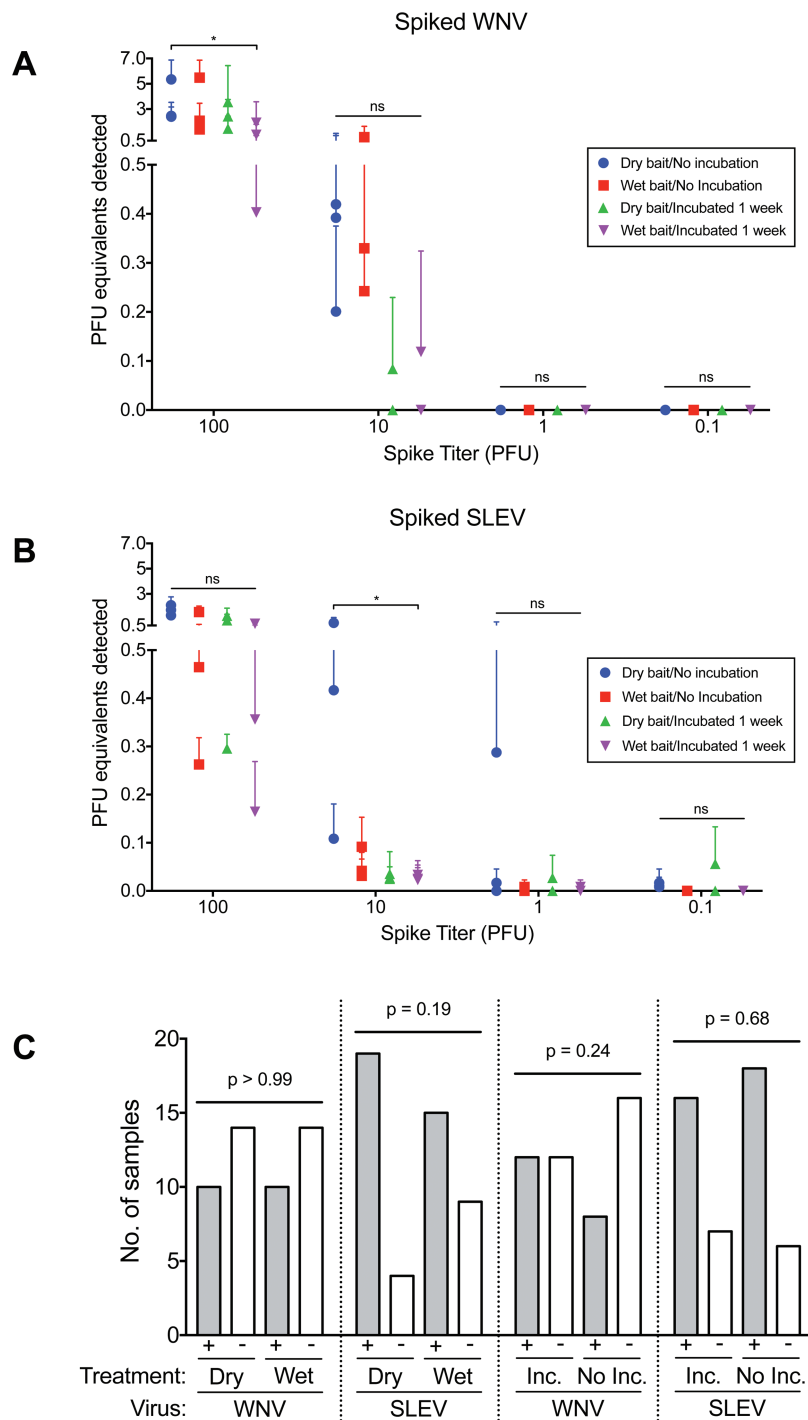 A
Spiked WNV
PFU equivalents detected
7.0
5
3
0.5
0.5
0.4
0.3
0.2
0.1
0.0
*
ns
ns
ns
Dry bait/No incubation
Wet bait/No Incubation
Dry bait/Incubated 1 week
Wet bait/Incubated 1 week
100 10 1 0.1
Spike Titer (PFU)
B
Spiked SLEV
PFU equivalents detected
7.0
5
3
0.5
0.5
0.4
0.3
0.2
0.1
0.0
ns
*
ns
ns
Dry bait/No incubation
Wet bait/No Incubation
Dry bait/Incubated 1 week
Wet bait/Incubated 1 week
100 10 1 0.1
Spike Titer (PFU)
C
No. of samples
20
15
10
5
0
p > 0.99
p = 0.19
p = 0.24
p = 0.68
+ - + - + - + - + - + - + - + -
Treatment: Dry Wet Dry Wet Inc. No Inc. Inc. No Inc.
Virus: WNV SLEV WNV SLEV